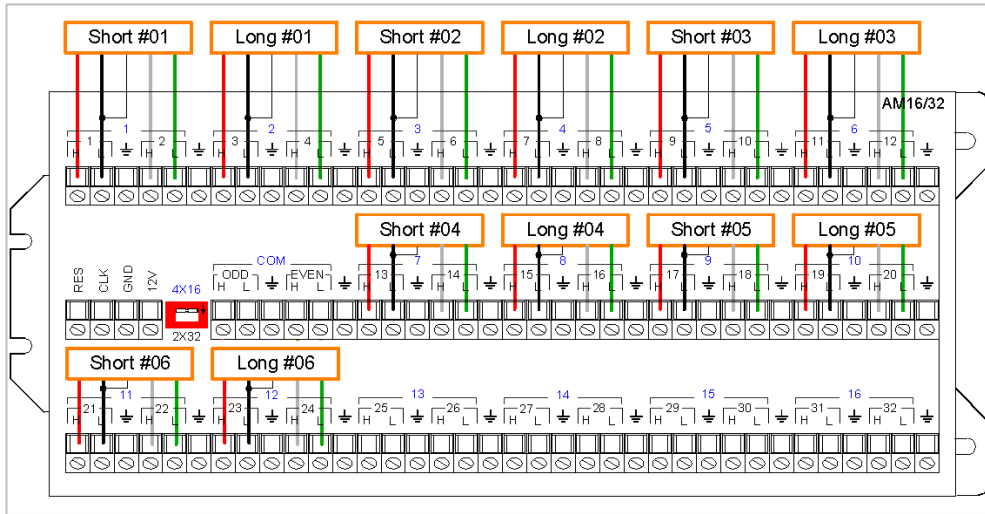 Short #01 Long #01 Short #02 Long #02 Short #03 Long #03
AM16/32
1 2 3 4 5 6
1 2 3 4 5 6 7 8 9 10 11 12
H L H L H L H L H L H L H L H L H L H L H L H L
Short #04 Long #04 Short #05 Long #05
COM 7 8 9 10
RES CLK GND 12V 4X16 ODD EVEN 13 14 15 16 17 18 19 20
H L H L H L H L H L H L H L H L H L H L
2X32
Short #06 Long #06
11 12 13 14 15 16
21 22 23 24 25 26 27 28 29 30 31 32
H L H L H L H L H L H L H L H L H L H L H L H L